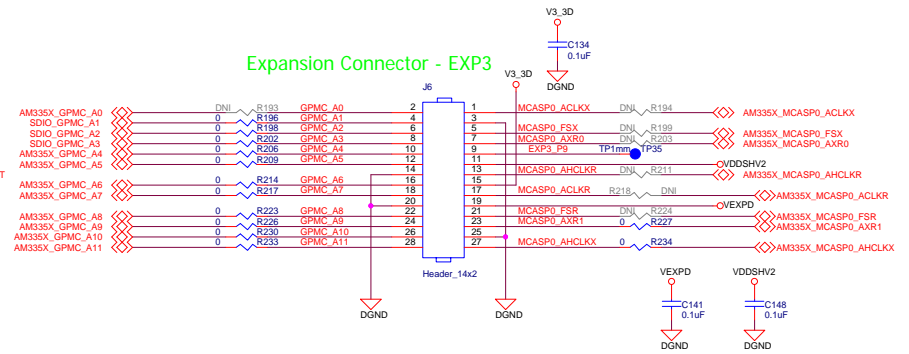 V3_3D
C134
0.1uF
DGND
Expansion Connector - EXP3
J6
V3_3D
AM335X_GPMC_A0 DNI R193 GPMC_A0 2 1 MCASP0_ACLKX DNI R194 AM335X_MCASP0_ACLKX
SDIO_GPMC_A1 0 R196 GPMC_A1 4 3
SDIO_GPMC_A2 0 R198 GPMC_A2 6 5 MCASP0_FSX DNI R199 AM335X_MCASP0_FSX
SDIO_GPMC_A3 0 R202 GPMC_A3 8 7 MCASP0_AXR0 DNI R203 AM335X_MCASP0_AXR0
AM335X_GPMC_A4 0 R206 GPMC_A4 10 9 EXP3_P9 TP1mm TP35
AM335X_GPMC_A5 0 R209 GPMC_A5 12 11 VDDSHV2
T 14 13 MCASP0_AHCLKR DNI R211 AM335X_MCASP0_AHCLKR
AM335X_GPMC_A6 0 R214 GPMC_A6 16 15
AM335X_GPMC_A7 0 R217 GPMC_A7 18 17 MCASP0_ACLKR R218 DNI AM335X_MCASP0_ACLKR
20 19 VEXPD
AM335X_GPMC_A8 0 R223 GPMC_A8 22 21 MCASP0_FSR DNI R224 AM335X_MCASP0_FSR
AM335X_GPMC_A9 0 R226 GPMC_A9 24 23 MCASP0_AXR1 0 R227 AM335X_MCASP0_AXR1
AM335X_GPMC_A10 0 R230 GPMC_A10 26 25
AM335X_GPMC_A11 0 R233 GPMC_A11 28 27 MCASP0_AHCLKX 0 R234 AM335X_MCASP0_AHCLKX
Header_14x2
DGND DGND
VEXPD VDDSHV2
C141 C148
0.1uF 0.1uF
DGND DGND